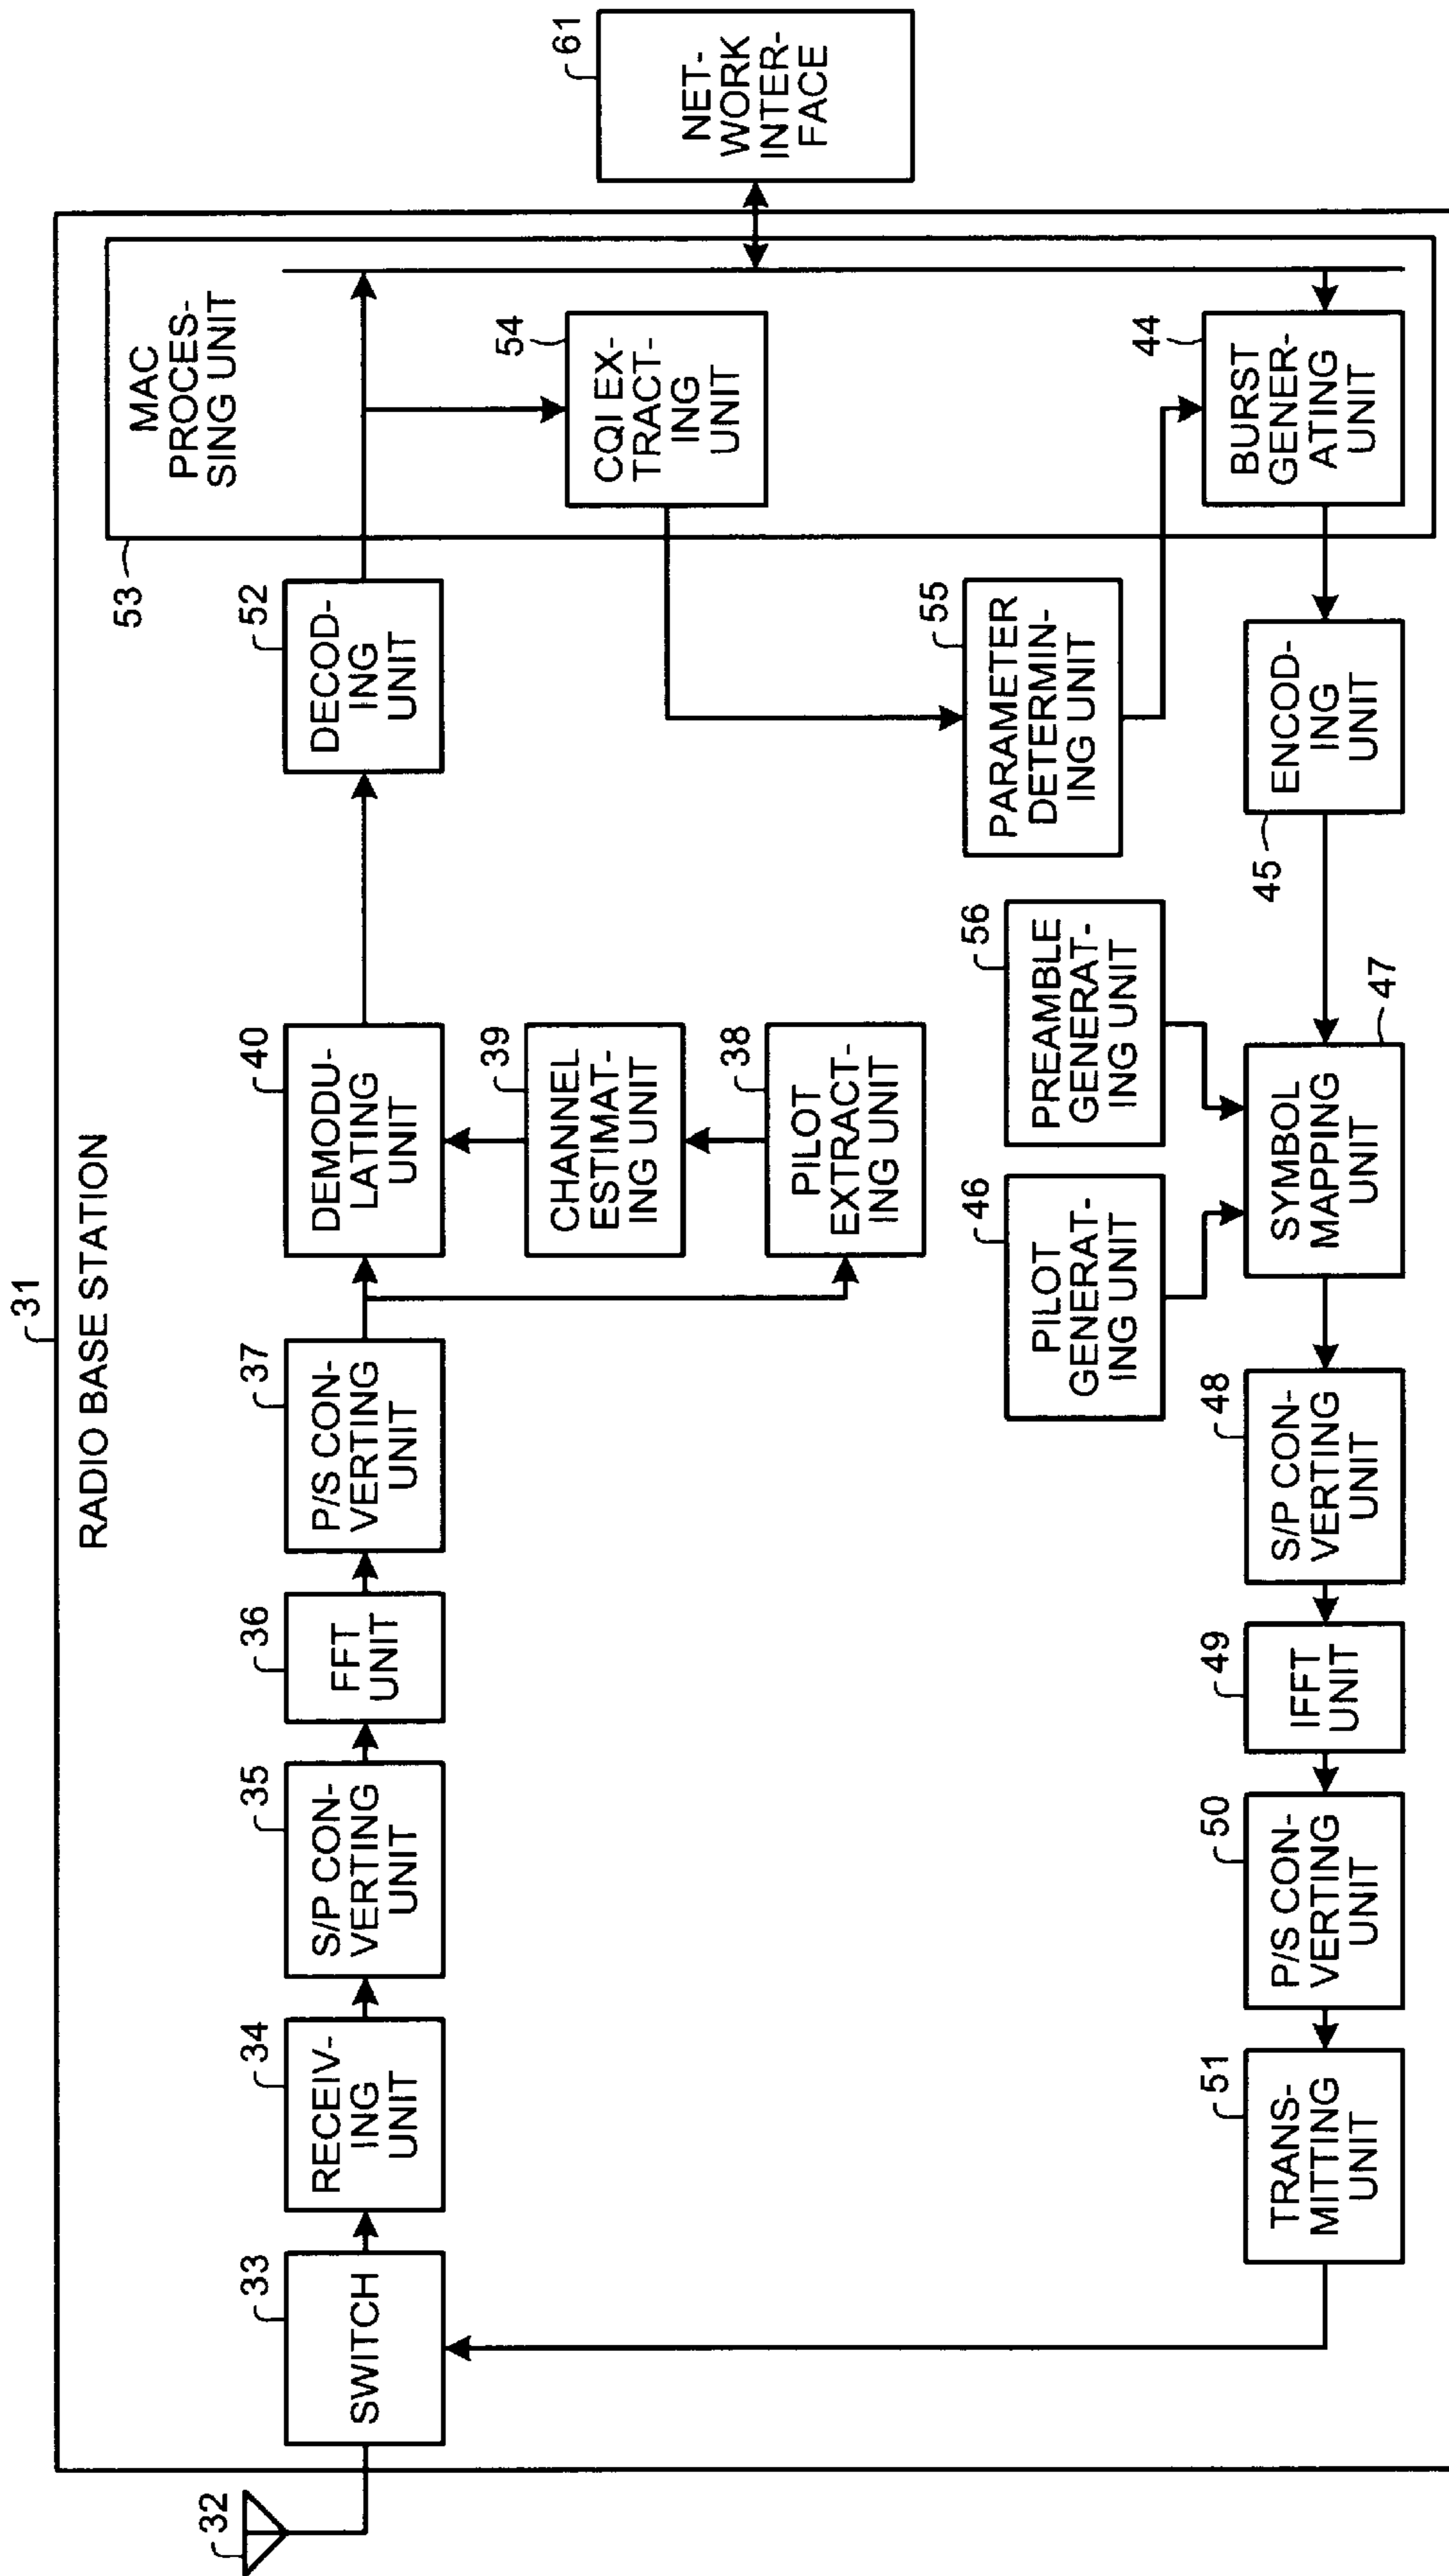 31
RADIO BASE STATION
32
33
SWITCH
34
RECEIV-
ING
UNIT
35
S/P CON-
VERTING
UNIT
36
FFT
UNIT
37
P/S CON-
VERTING
UNIT
40
DEMODU-
LATING
UNIT
39
CHANNEL
ESTIMAT-
ING UNIT
38
PILOT
EXTRACT-
ING UNIT
52
DECOD-
ING
UNIT
53
MAC
PROCES-
SING UNIT
54
CQI EX-
TRACT-
ING
UNIT
55
PARAMETER
DETERMIN-
ING UNIT
44
BURST
GENER-
ATING
UNIT
61
NET-
WORK
INTER-
FACE
45
ENCOD-
ING
UNIT
56
PREAMBLE
GENERAT-
ING UNIT
46
PILOT
GENERAT-
ING UNIT
47
SYMBOL
MAPPING
UNIT
48
S/P CON-
VERTING
UNIT
49
IFFT
UNIT
50
P/S CON-
VERTING
UNIT
51
TRANS-
MITTING
UNIT